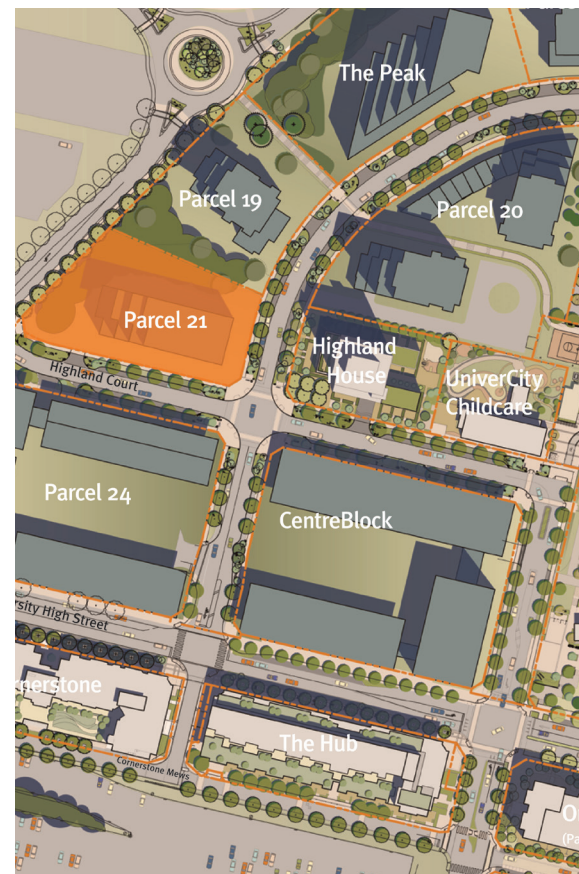 The Peak
Parcel 19
Parcel 20
Parcel 21
Highland
House
UniverCity
Childcare
Highland Court
Parcel 24
CentreBlock
rsity High Street
rnerstone
The Hub
Cornerstone Mews
O
(Pa